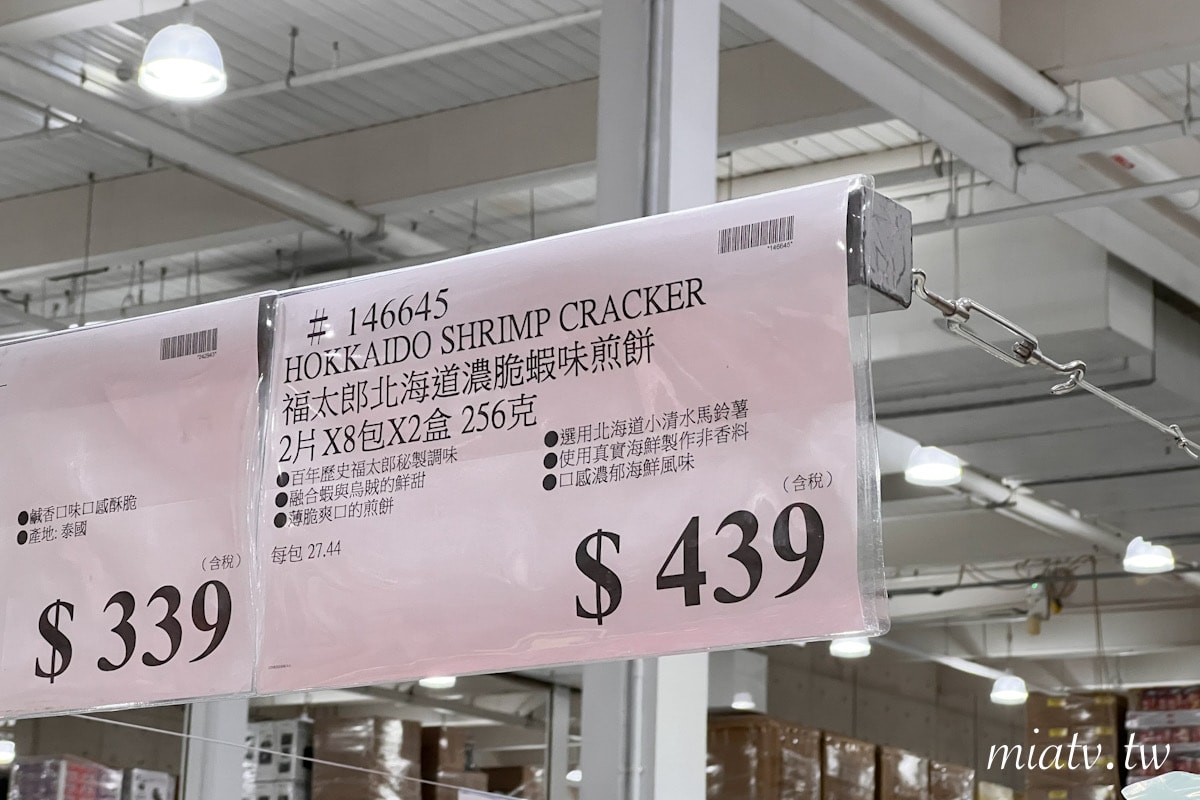 *242943*
●鹹香口味口感酥脆
●產地: 泰國
(含稅)
$ 339
*146645*
# 146645
HOKKAIDO SHRIMP CRACKER
福太郎北海道濃脆蝦味煎餅
2片X8包X2盒 256克
●百年歷史福太郎秘製調味
●融合蝦與烏賊的鮮甜
●薄脆爽口的煎餅
●選用北海道小清水馬鈴薯
●使用真實海鮮製作非香料
●口感濃郁海鮮風味
每包 27.44
(含稅)
$ 439
miatv.tw